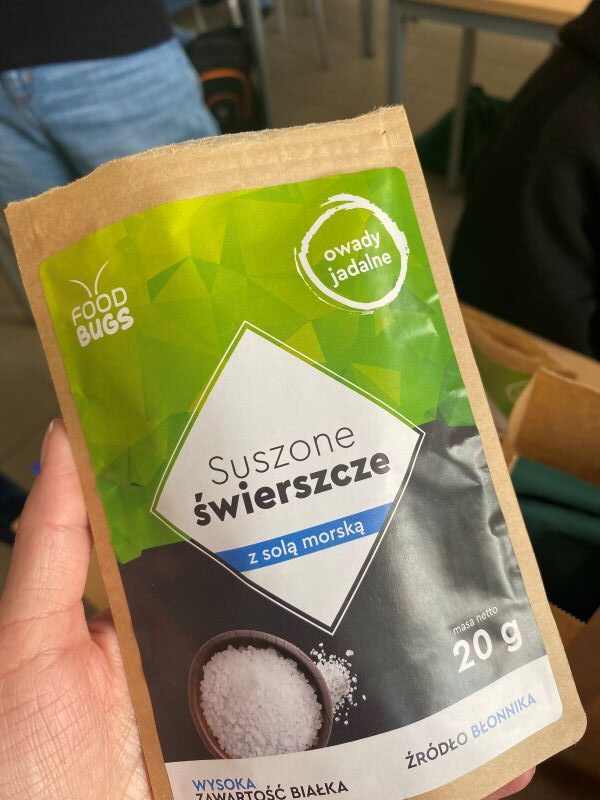 owady
jadalne
FOOD
BUGS
Suszone
świerszcze
z solą morską
masa netto
20 g
WYSOKA
ZAWARTOŚĆ BIAŁKA
ŹRÓDŁO BŁONNIKA